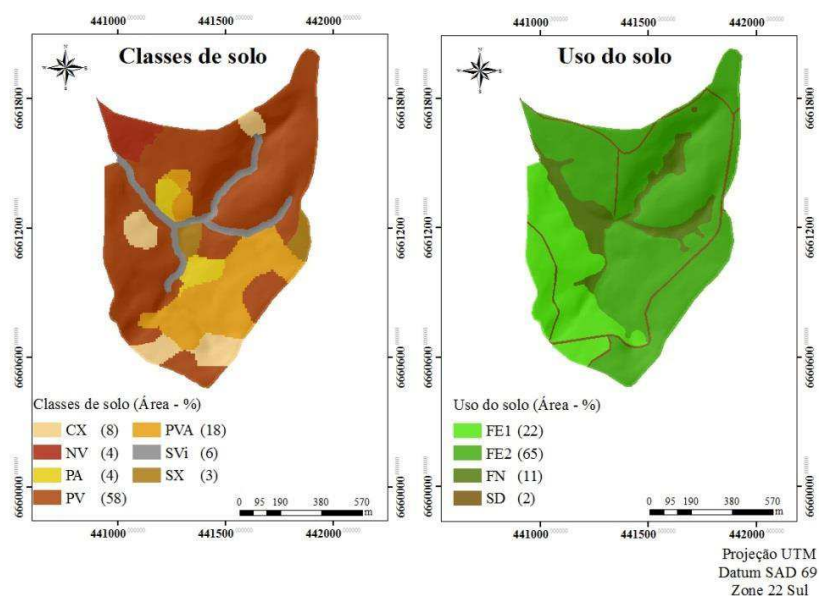 441000 441500 442000
441000 441500 442000
N
Classes de solo
N
Uso do solo
6661800
6661200
6660600
6660000
6661800
6661200
6660600
6660000
Classes de solo (Área - %)
CX (8)
PVA (18)
NV (4)
SVi (6)
PA (4)
SX (3)
PV (58)
0 95 190 380 570
m
441000 441500 442000
Uso do solo (Área - %)
FE1 (22)
FE2 (65)
FN (11)
SD (2)
0 95 190 380 570
m
441000 441500 442000
Projeção UTM
Datum SAD 69
Zone 22 Sul